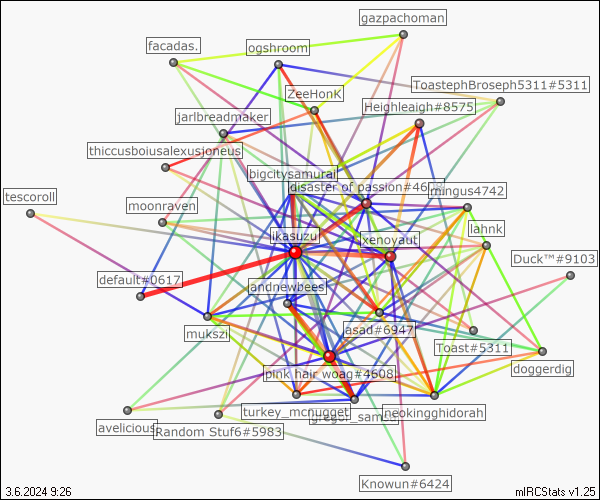 gazpachoman
facadas.
ogshroom
ToastephBroseph5311#5311
ZeeHonK
Heighleaigh#8575
jarlbreadmaker
thiccusboiusalexusjoneus
bigcitysamurai
disaster of passion#46
mingus4742
tescoroll
moonraven
lahnk
likasuzu
xenoyaut
Duck™#9103
default#0617
andnewbees
mukszi
asad#6947
Toast#5311
doggerdig
pink hair woag#4608
turkey_mcnugget
gregor_samsa
neokingghidorah
avelicious
Random Stuf6#5983
Knowun#6424
3.6.2024 9:26
mIRCStats v1.25